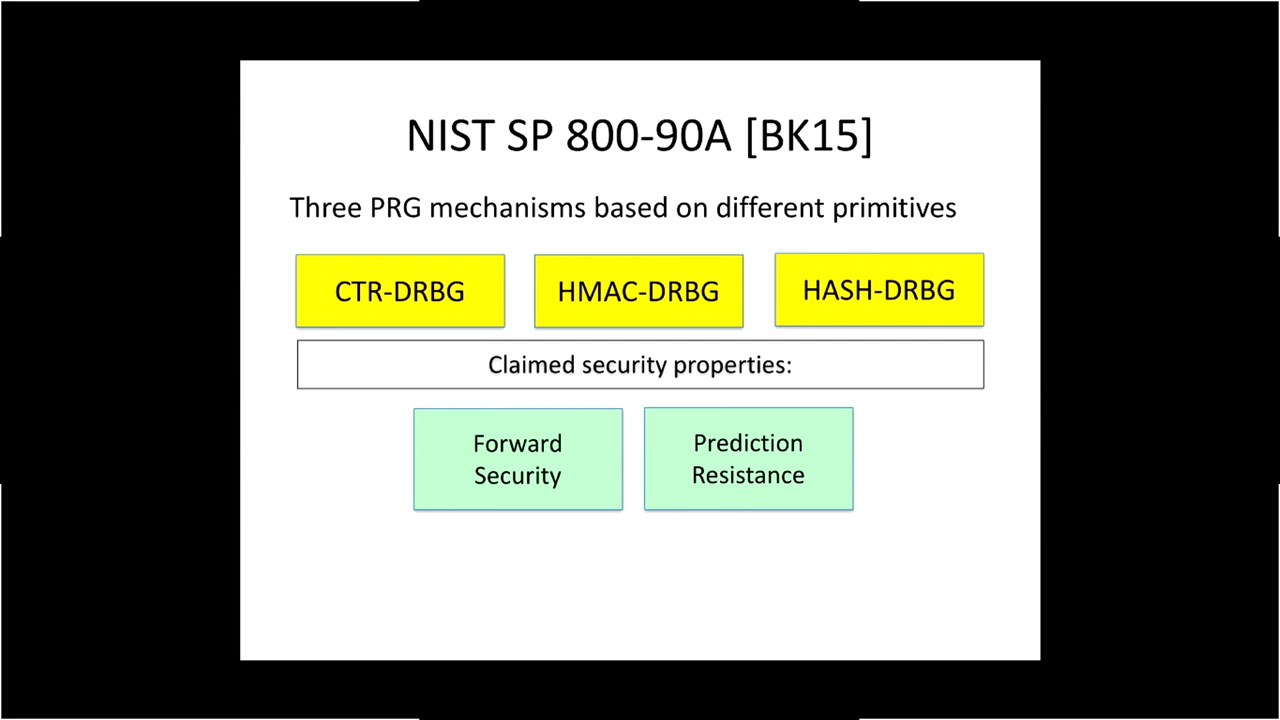 NIST SP 800-90A [BK15]
Three PRG mechanisms based on different primitives
CTR-DRBG
HMAC-DRBG
HASH-DRBG
Claimed security properties:
Forward
Security
Prediction
Resistance